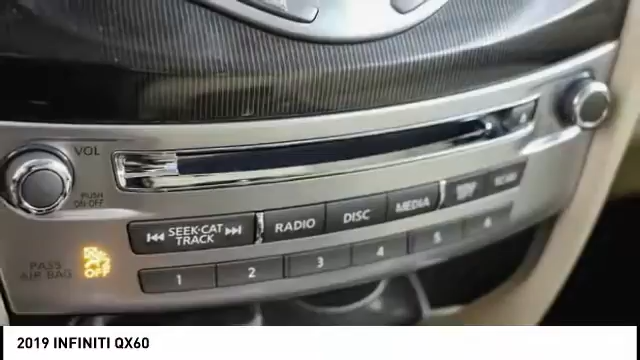 VOL
PUSH
ON·OFF
SEEK·CAT
TRACK
RADIO
DISC
MEDIA
SCAN
PASS
AIR BAG
OFF
1
2
3
4
5
6
2019 INFINITI QX60